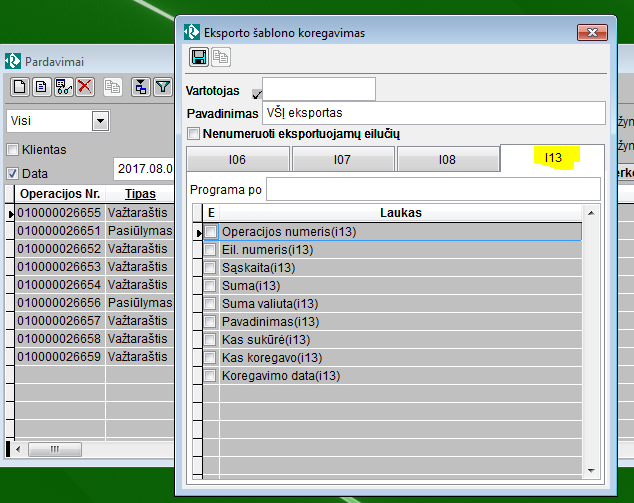 Pardavimai
Visi
Klientas
Data
2017.08.0
Operacijos Nr. Tipas
010000026655 Važtaraštis
010000026651 Pasiūlymas
010000026652 Važtaraštis
010000026653 Važtaraštis
010000026654 Važtaraštis
010000026656 Pasiūlymas
010000026657 Važtaraštis
010000026658 Važtaraštis
010000026659 Važtaraštis
Eksporto šablono koregavimas
Vartotojas
Pavadinimas VŠĮ eksportas
Nenumeruoti eksportuojamų eilučių
I06 I07 I08 I13
Programa po
E Laukas
Operacijos numeris(i13)
Eil. numeris(i13)
Sąskaita(i13)
Suma(i13)
Suma valiuta(i13)
Pavadinimas(i13)
Kas sukūrė(i13)
Kas koregavo(i13)
Koregavimo data(i13)